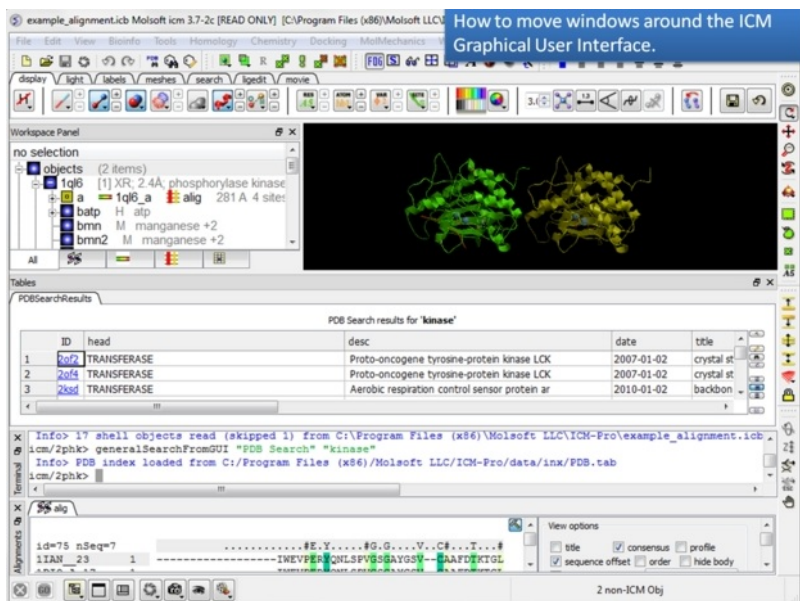 example_alignment.icb Molsoft icm 3.7-2c [READ ONLY] [C:\Program Files (x86)\Molsoft LLC\
How to move windows around the ICM
Graphical User Interface.
File Edit View Bioinfo Tools Homology Chemistry Docking MolMechanics
display light labels meshes search ligedit movie
Workspace Panel
no selection
objects (2 items)
1ql6 [1] XR; 2.4Å; phosphorylase kinase
a 1ql6_a alig 281 A 4 sites
batp H atp
bmn M manganese +2
bmn2 M manganese +2
All
Tables
PDBSearchResults
PDB Search results for 'kinase'
ID head desc date title
1 2of2 TRANSFERASE Proto-oncogene tyrosine-protein kinase LCK 2007-01-02 crystal st
2 2of4 TRANSFERASE Proto-oncogene tyrosine-protein kinase LCK 2007-01-02 crystal st
3 2ksd TRANSFERASE Aerobic respiration control sensor protein ar 2010-01-02 backbon
Info> 17 shell objects read (skipped 1) from C:\Program Files (x86)\Molsoft LLC\ICM-Pro\example_alignment.icb
icm/2phk> generalSearchFromGUI "PDB Search" "kinase"
Info> PDB index loaded from C:/Program Files (x86)/Molsoft LLC/ICM-Pro/data/inx/PDB.tab
icm/2phk>
Terminal
alig
Alignments
View options
title consensus profile
sequence offset order hide body
id=75 nSeq=7 ............#E.Y.....#G.G....V..C#...T...#
1IAN__23 1 ------------------IWEVPERYQNLSPVGSGAYGSV--CAAFDTKTGL
2 non-ICM Obj